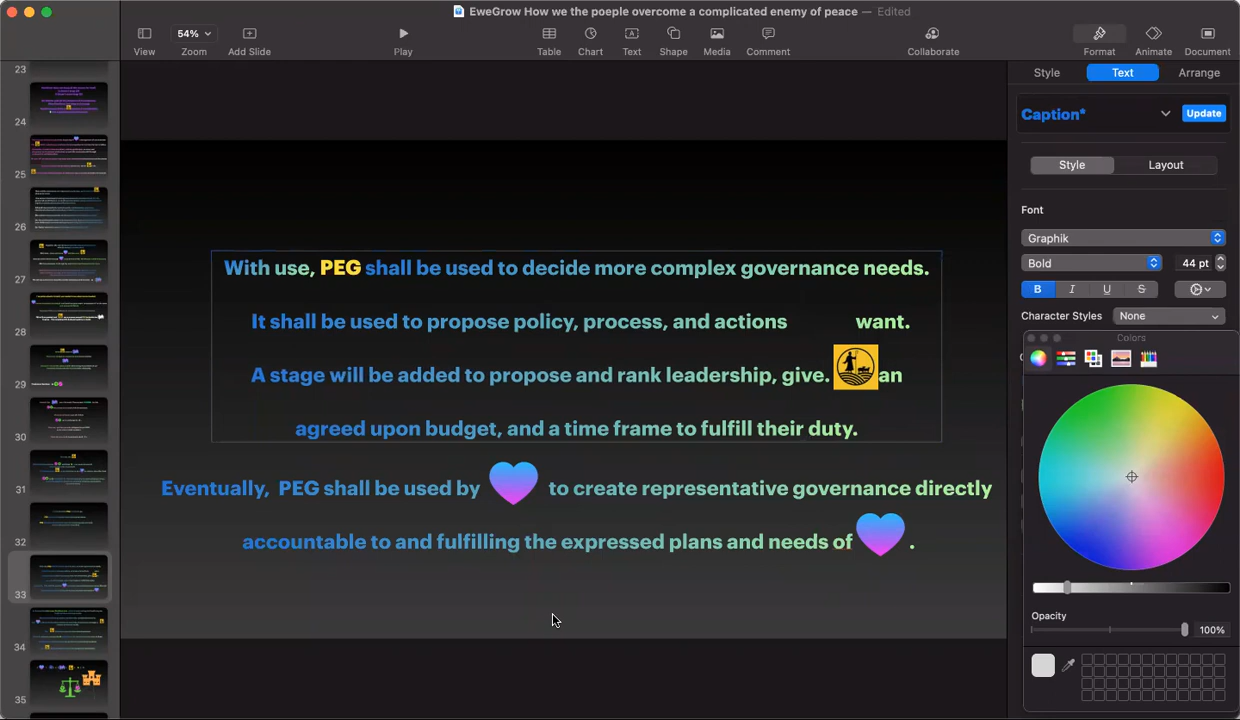 EweGrow How we the poeple overcome a complicated enemy of peace — Edited
54%
View Zoom Add Slide Play Table Chart Text Shape Media Comment Collaborate Format Animate Document
Style Text Arrange
Caption*
Update
Style Layout
Font
Graphik
Bold 44 pt
B I U S
Character Styles None
Colors
Opacity
100%
23
24
25
26
27
28
29
30
31
32
33
34
35
With use, PEG shall be used to decide more complex governance needs.
It shall be used to propose policy, process, and actions want.
A stage will be added to propose and rank leadership, give. an
agreed upon budget, and a time frame to fulfill their duty.
Eventually, PEG shall be used by to create representative governance directly
accountable to and fulfilling the expressed plans and needs of .